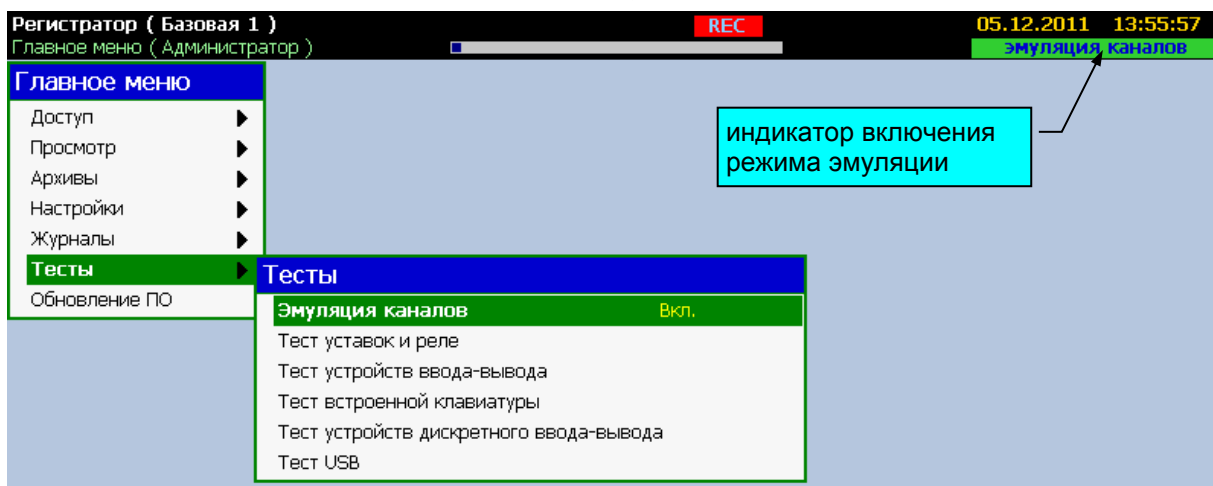 Регистратор ( Базовая 1 )
REC
05.12.2011 13:55:57
Главное меню ( Администратор )
эмуляция каналов
Главное меню
Доступ
Просмотр
Архивы
Настройки
Журналы
Тесты
Обновление ПО
индикатор включения
режима эмуляции
Тесты
Эмуляция каналов Вкл.
Тест уставок и реле
Тест устройств ввода-вывода
Тест встроенной клавиатуры
Тест устройств дискретного ввода-вывода
Тест USB